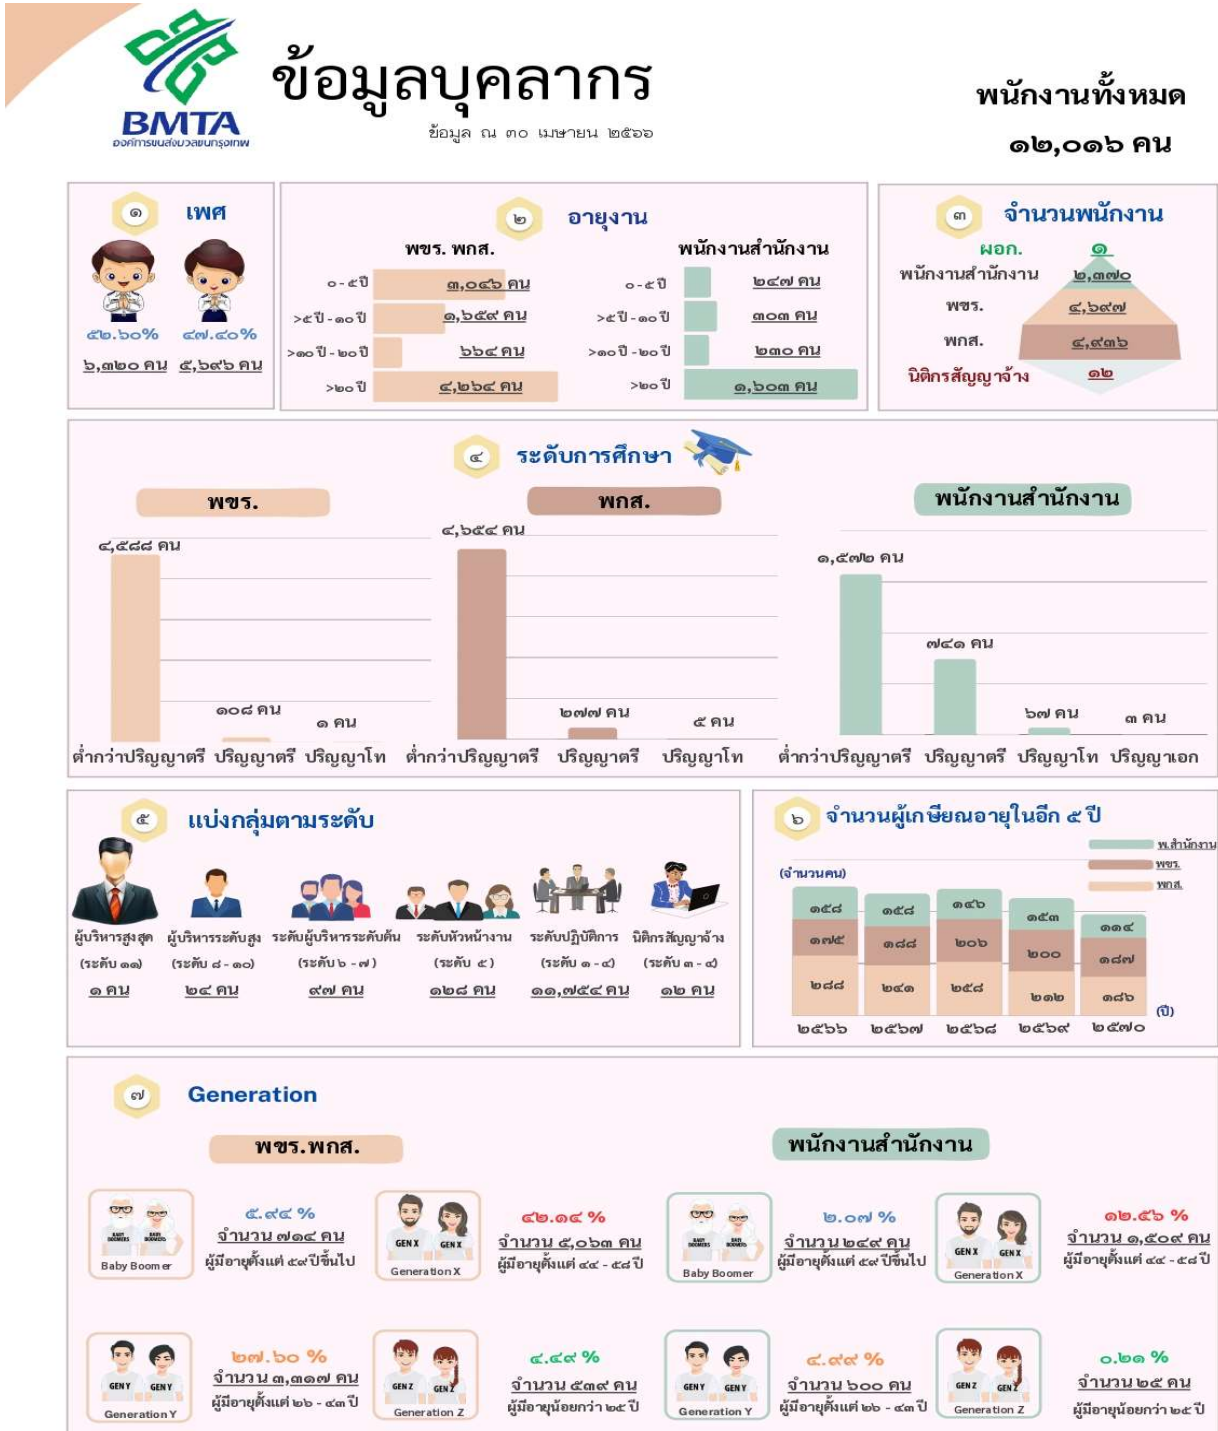 BMTA
องค์การขนส่งมวลชนกรุงเทพ
ข้อมูลบุคลากร
ข้อมูล ณ ๓๐ เมษายน ๒๕๖๖
พนักงานทั้งหมด
๑๒,๐๑๖ คน
๑ เพศ
๕๒.๖๐% ๔๗.๔๐%
๖,๓๒๐ คน ๕,๖๙๖ คน
๒ อายุงาน
พขร. พกส.
๐-๕ปี ๓,๐๔๖ คน
>๕ปี-๑๐ปี ๑,๖๕๙ คน
>๑๐ปี-๒๐ปี ๖๖๔ คน
>๒๐ปี ๔,๒๖๔ คน
พนักงานสำนักงาน
๐-๕ปี ๒๔๗ คน
>๕ปี-๑๐ปี ๓๐๓ คน
>๑๐ปี-๒๐ปี ๒๓๐ คน
>๒๐ปี ๑,๖๐๓ คน
๓ จำนวนพนักงาน
ผอก. ๑
พนักงานสำนักงาน ๒,๓๗๐
พขร. ๔,๖๙๗
พกส. ๔,๙๓๖
นิติกรสัญญาจ้าง ๑๒
๔ ระดับการศึกษา
พขร.
๔,๕๘๘ คน
๑๐๘ คน
๑ คน
ต่ำกว่าปริญญาตรี ปริญญาตรี ปริญญาโท
พกส.
๔,๖๕๔ คน
๒๗๗ คน
๕ คน
ต่ำกว่าปริญญาตรี ปริญญาตรี ปริญญาโท
พนักงานสำนักงาน
๑,๕๗๒ คน
๗๔๑ คน
๖๗ คน
๓ คน
ต่ำกว่าปริญญาตรี ปริญญาตรี ปริญญาโท ปริญญาเอก
๕ แบ่งกลุ่มตามระดับ
ผู้บริหารสูงสุด ผู้บริหารระดับสูง ระดับผู้บริหารระดับต้น ระดับหัวหน้างาน ระดับปฏิบัติการ นิติกรสัญญาจ้าง
(ระดับ ๑๑) (ระดับ ๘ - ๑๐) (ระดับ ๖ - ๗) (ระดับ ๕) (ระดับ ๑ - ๔) (ระดับ ๓ - ๔)
๑ คน ๒๔ คน ๙๗ คน ๑๒๘ คน ๑๑,๗๕๔ คน ๑๒ คน
๖ จำนวนผู้เกษียณอายุในอีก ๕ ปี
พ.สำนักงาน
พขร.
พกส.
(จำนวนคน)
๑๕๘ ๑๕๘ ๑๔๖ ๑๕๓ ๑๑๔
๑๗๕ ๑๘๘ ๒๐๖ ๒๐๐ ๑๘๗
๒๘๘ ๒๔๑ ๒๕๘ ๒๑๒ ๑๘๖
(ปี)
๒๕๖๖ ๒๕๖๗ ๒๕๖๘ ๒๕๖๙ ๒๕๗๐
๗ Generation
พขร.พกส.
BABY BOOMERS BABY BOOMERS
Baby Boomer
๕.๙๔ %
จำนวน ๗๑๔ คน
ผู้มีอายุตั้งแต่ ๕๙ ปีขึ้นไป
GEN X GEN X
Generation X
๔๒.๑๔ %
จำนวน ๕,๐๖๓ คน
ผู้มีอายุตั้งแต่ ๔๔ - ๕๘ ปี
GEN Y GEN Y
Generation Y
๒๗.๖๐ %
จำนวน ๓,๓๑๗ คน
ผู้มีอายุตั้งแต่ ๒๖ - ๔๓ ปี
GEN Z GEN Z
Generation Z
๔.๔๙ %
จำนวน ๕๓๙ คน
ผู้มีอายุน้อยกว่า ๒๕ ปี
พนักงานสำนักงาน
BABY BOOMERS BABY BOOMERS
Baby Boomer
๒.๐๗ %
จำนวน ๒๔๙ คน
ผู้มีอายุตั้งแต่ ๕๙ ปีขึ้นไป
GEN X GEN X
Generation X
๑๒.๕๖ %
จำนวน ๑,๕๐๙ คน
ผู้มีอายุตั้งแต่ ๔๔ - ๕๘ ปี
GEN Y GEN Y
Generation Y
๔.๙๙ %
จำนวน ๖๐๐ คน
ผู้มีอายุตั้งแต่ ๒๖ - ๔๓ ปี
GEN Z GEN Z
Generation Z
๐.๒๑ %
จำนวน ๒๕ คน
ผู้มีอายุน้อยกว่า ๒๕ ปี